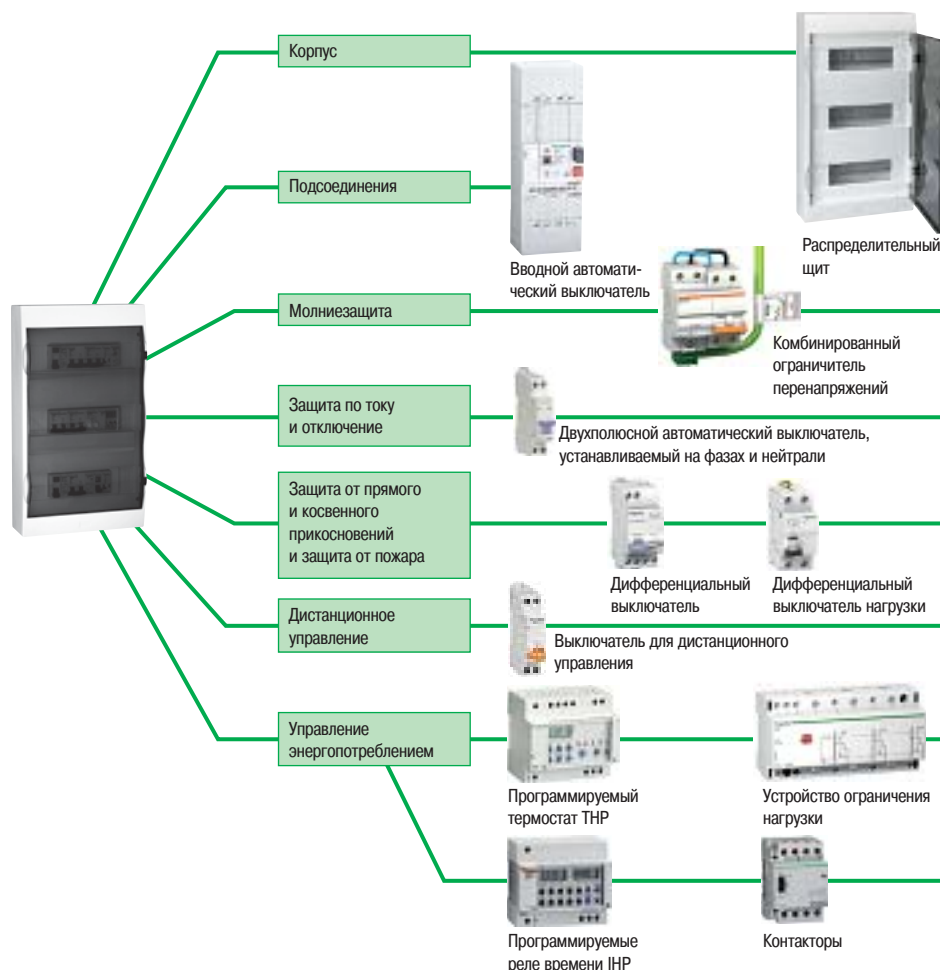 Корпус
Распределительный
щит
Подсоединения
Вводной автомати-
ческий выключатель
Молниезащита
Комбинированный
ограничитель
перенапряжений
Защита по току
и отключение
Двухполюсной автоматический выключатель,
устанавливаемый на фазах и нейтрали
Защита от прямого
и косвенного
прикосновений
и защита от пожара
Дифференциальный
выключатель
Дифференциальный
выключатель нагрузки
Дистанционное
управление
Выключатель для дистанционного
управления
Управление
энергопотреблением
Программируемый
термостат THP
Устройство ограничения
нагрузки
Программируемые
реле времени IHP
Контакторы